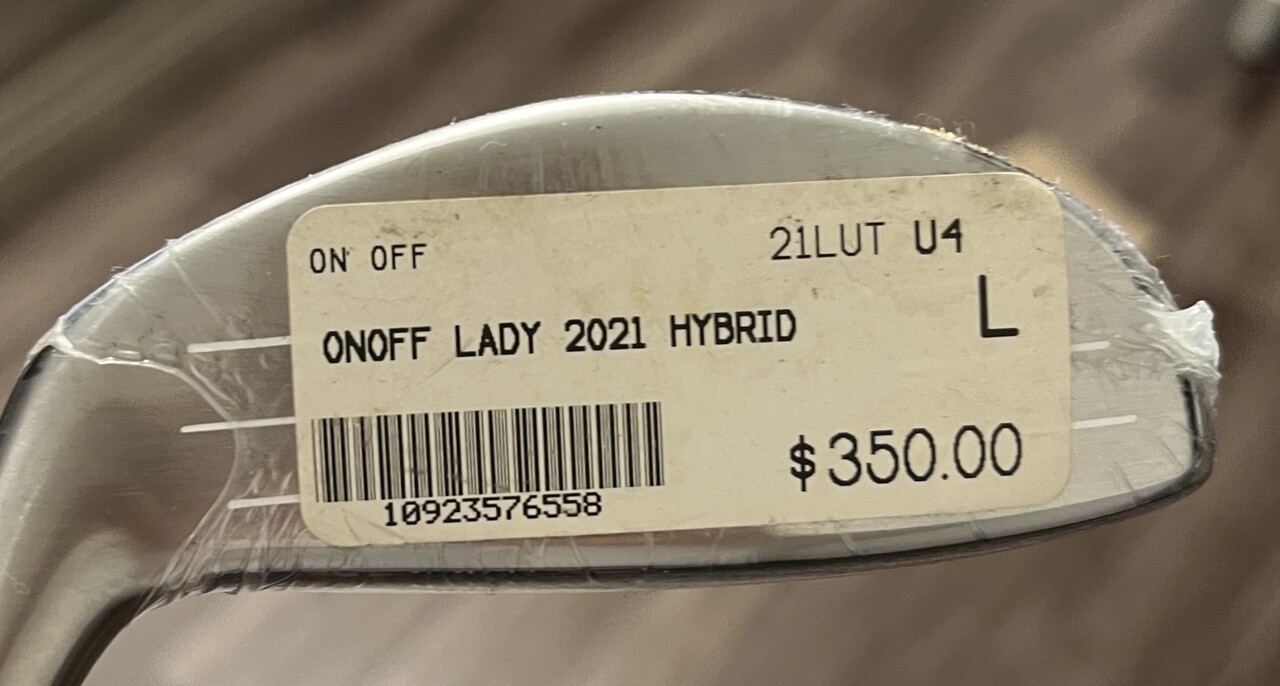 ON OFF 21LUT U4
L
ONOFF LADY 2021 HYBRID
$350.00
10923576558